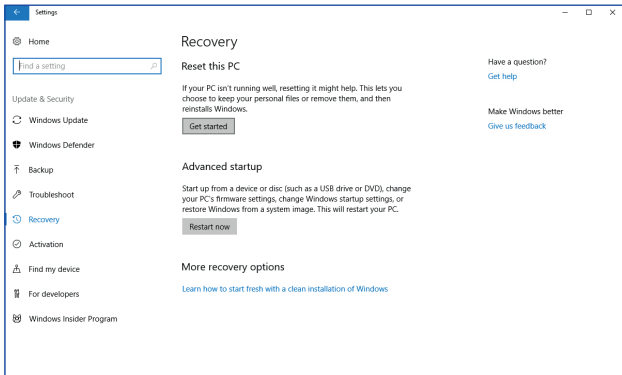 Settings
Home
Find a setting
Update & Security
Windows Update
Windows Defender
Backup
Troubleshoot
Recovery
Activation
Find my device
For developers
Windows Insider Program
Recovery
Reset this PC
If your PC isn't running well, resetting it might help. This lets you
choose to keep your personal files or remove them, and then
reinstalls Windows.
Get started
Advanced startup
Start up from a device or disc (such as a USB drive or DVD), change
your PC's firmware settings, change Windows startup settings, or
restore Windows from a system image. This will restart your PC.
Restart now
More recovery options
Learn how to start fresh with a clean installation of Windows
Have a question?
Get help
Make Windows better
Give us feedback